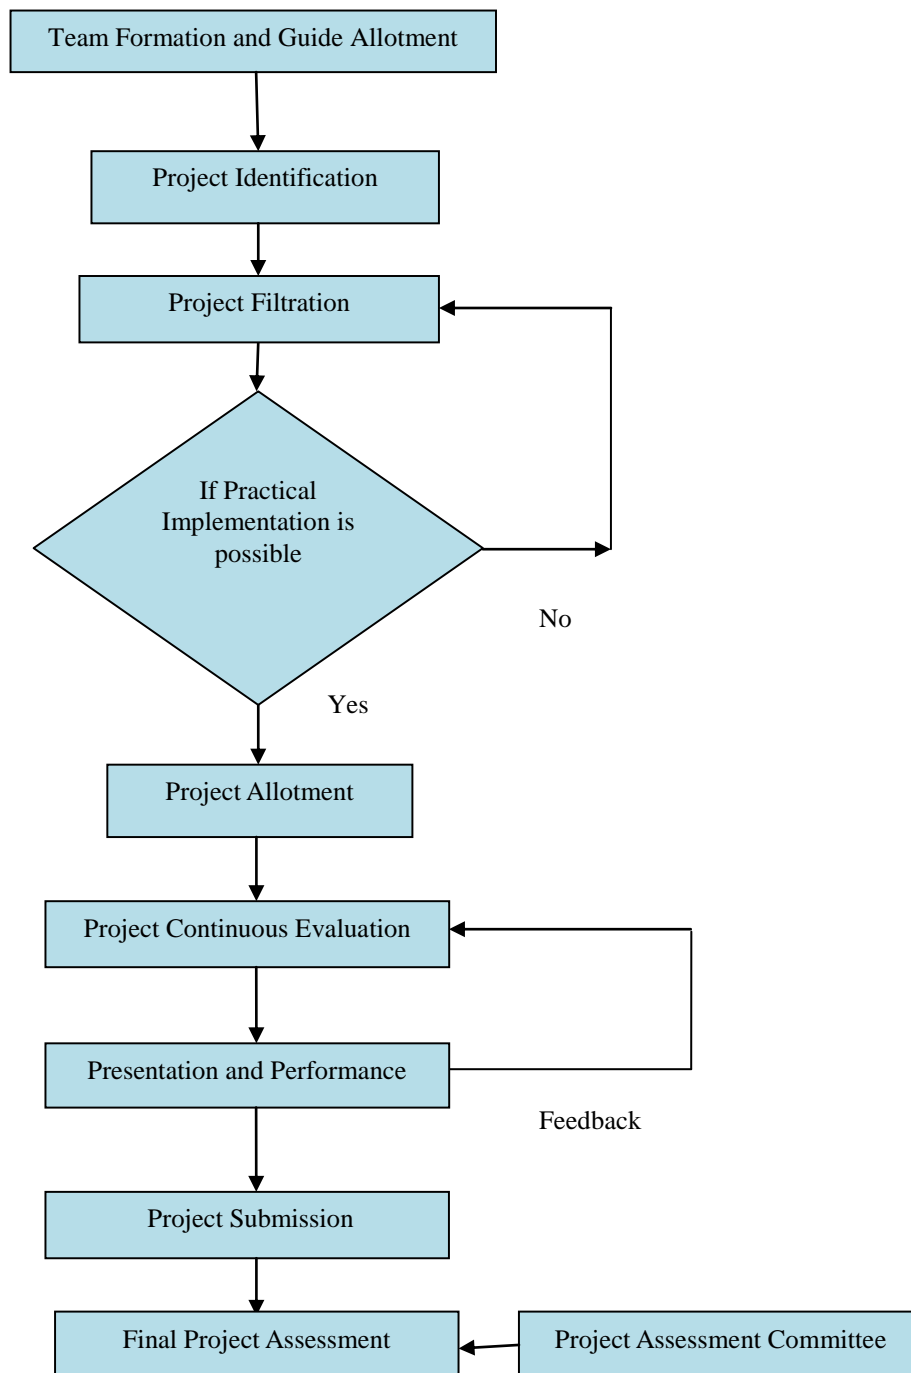 Team Formation and Guide Allotment
Project Identification
Project Filtration
If Practical
Implementation is
possible
No
Yes
Project Allotment
Project Continuous Evaluation
Presentation and Performance
Feedback
Project Submission
Final Project Assessment
Project Assessment Committee